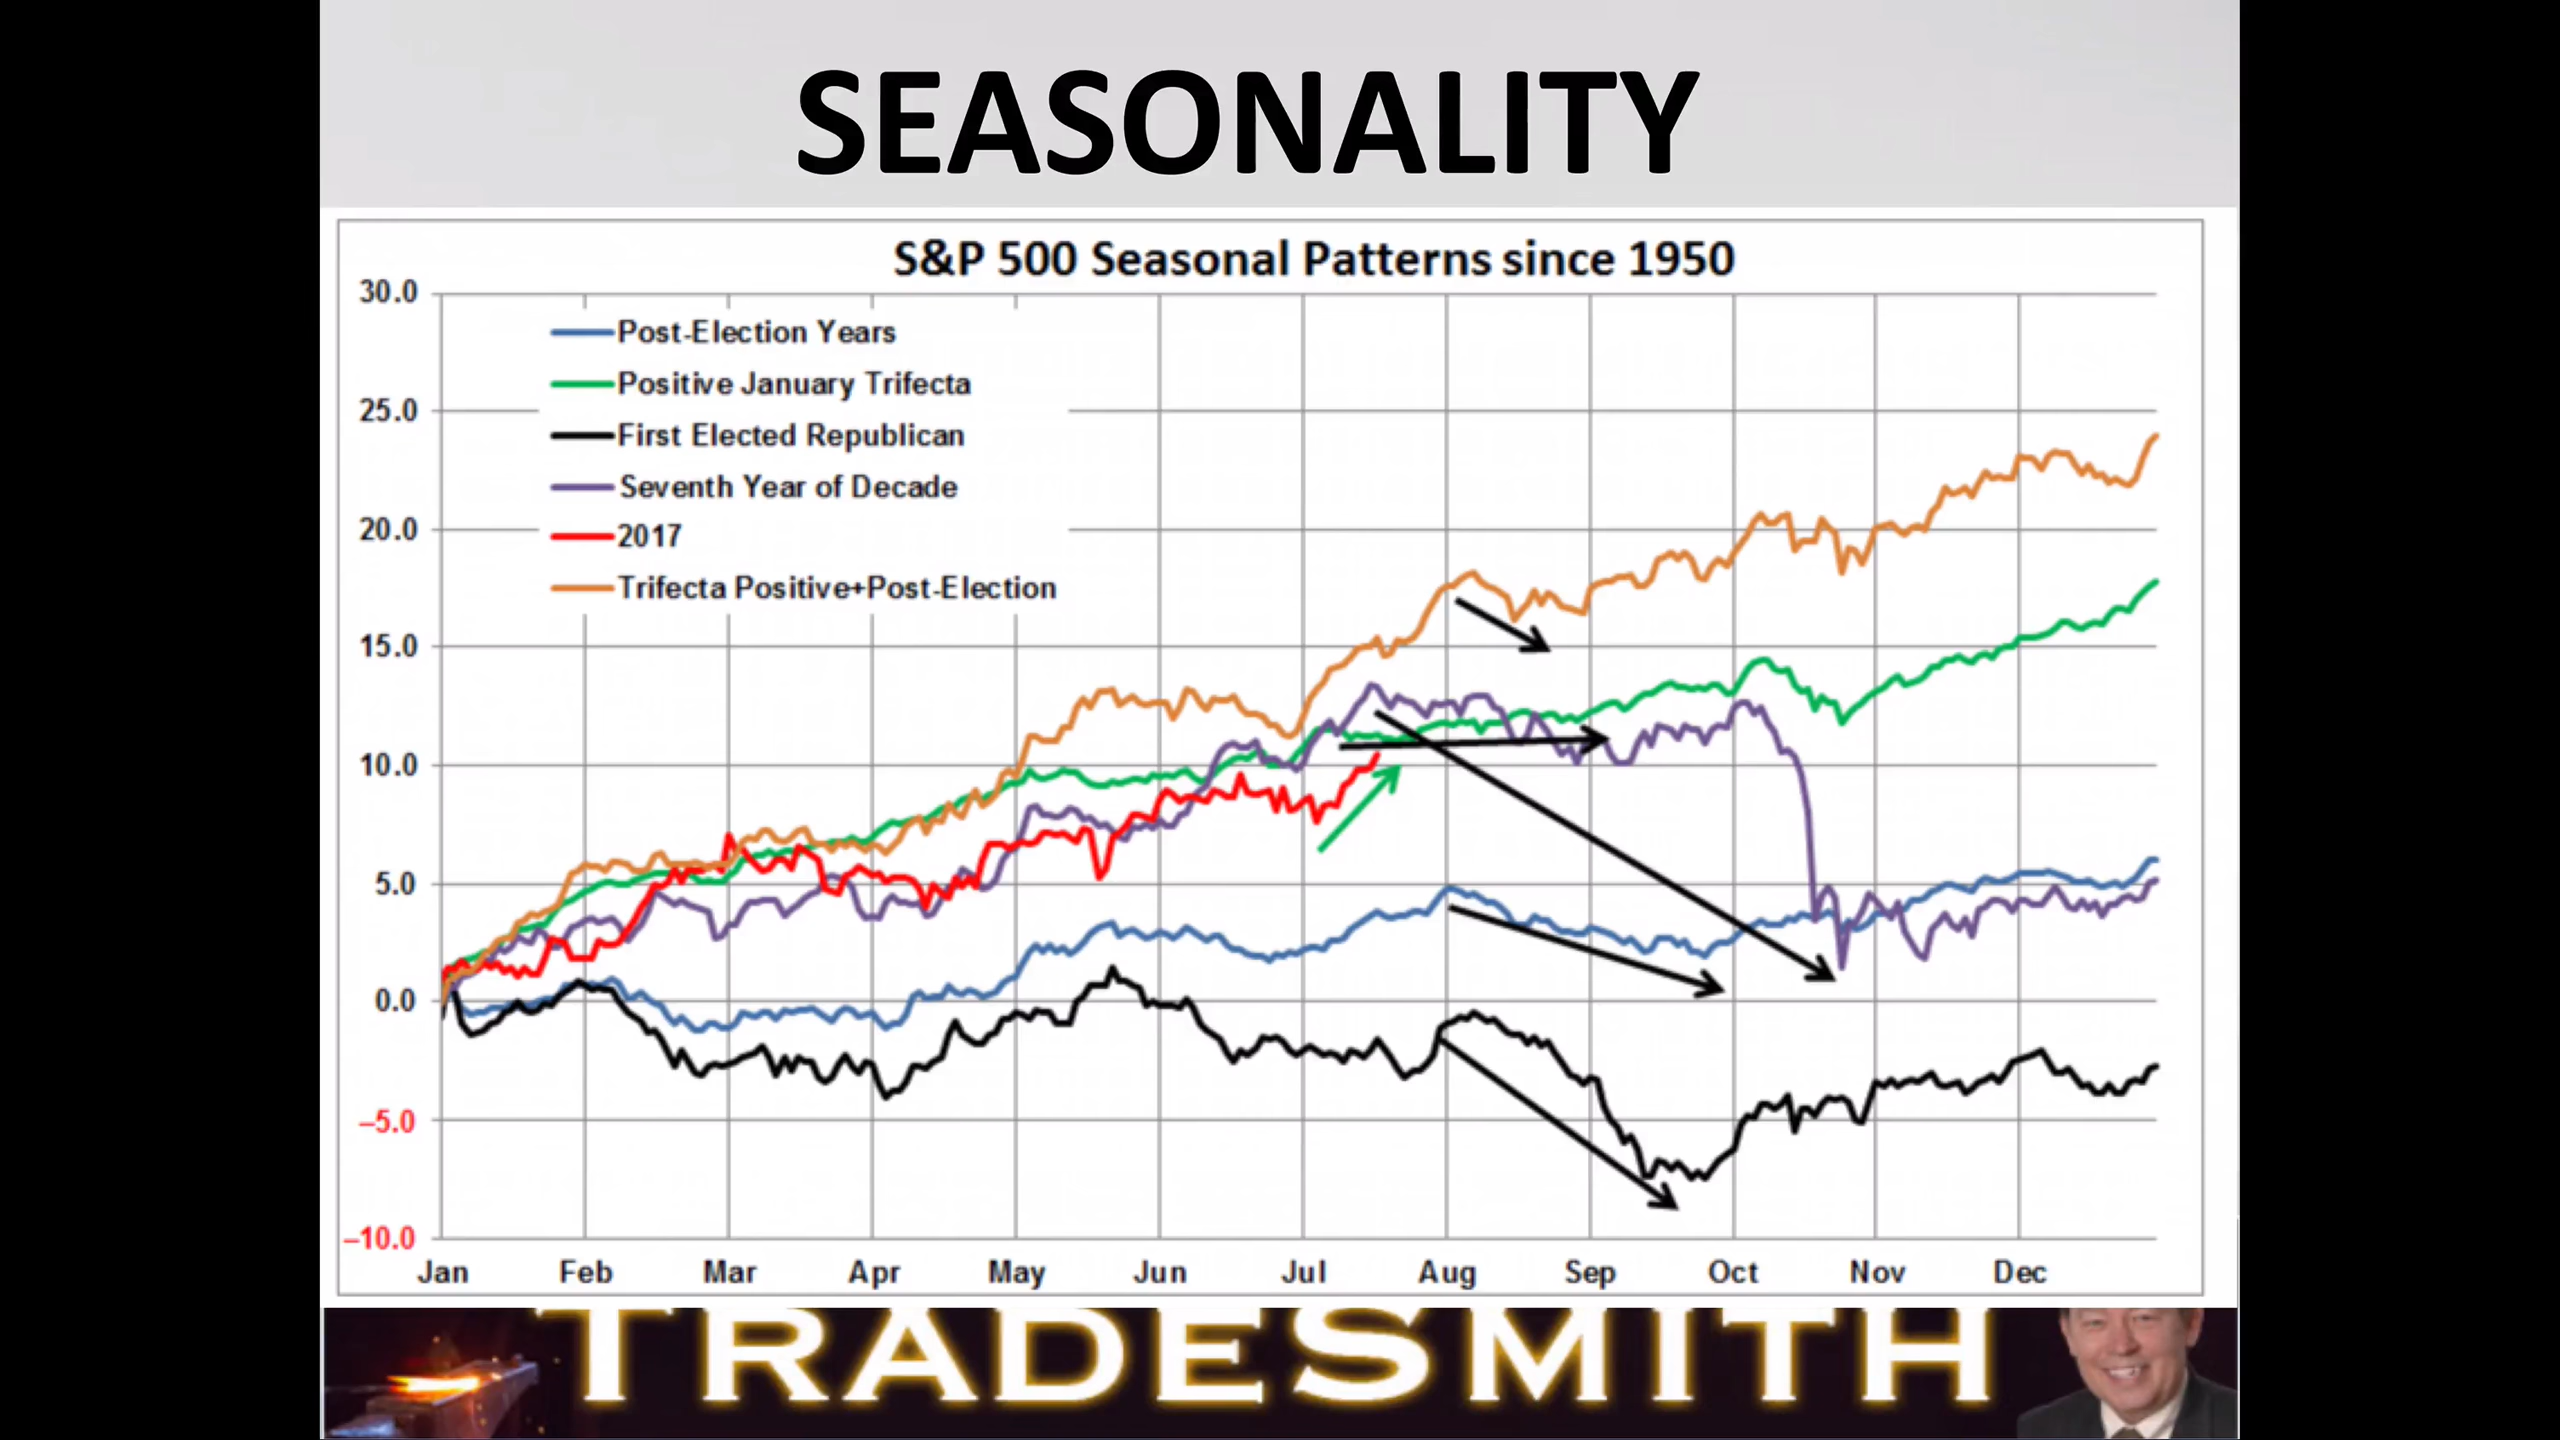 SEASONALITY
S&P 500 Seasonal Patterns since 1950
30.0
25.0
20.0
15.0
10.0
5.0
0.0
–5.0
–10.0
Post-Election Years
Positive January Trifecta
First Elected Republican
Seventh Year of Decade
2017
Trifecta Positive+Post-Election
Jan Feb Mar Apr May Jun Jul Aug Sep Oct Nov Dec
TRADESMITH